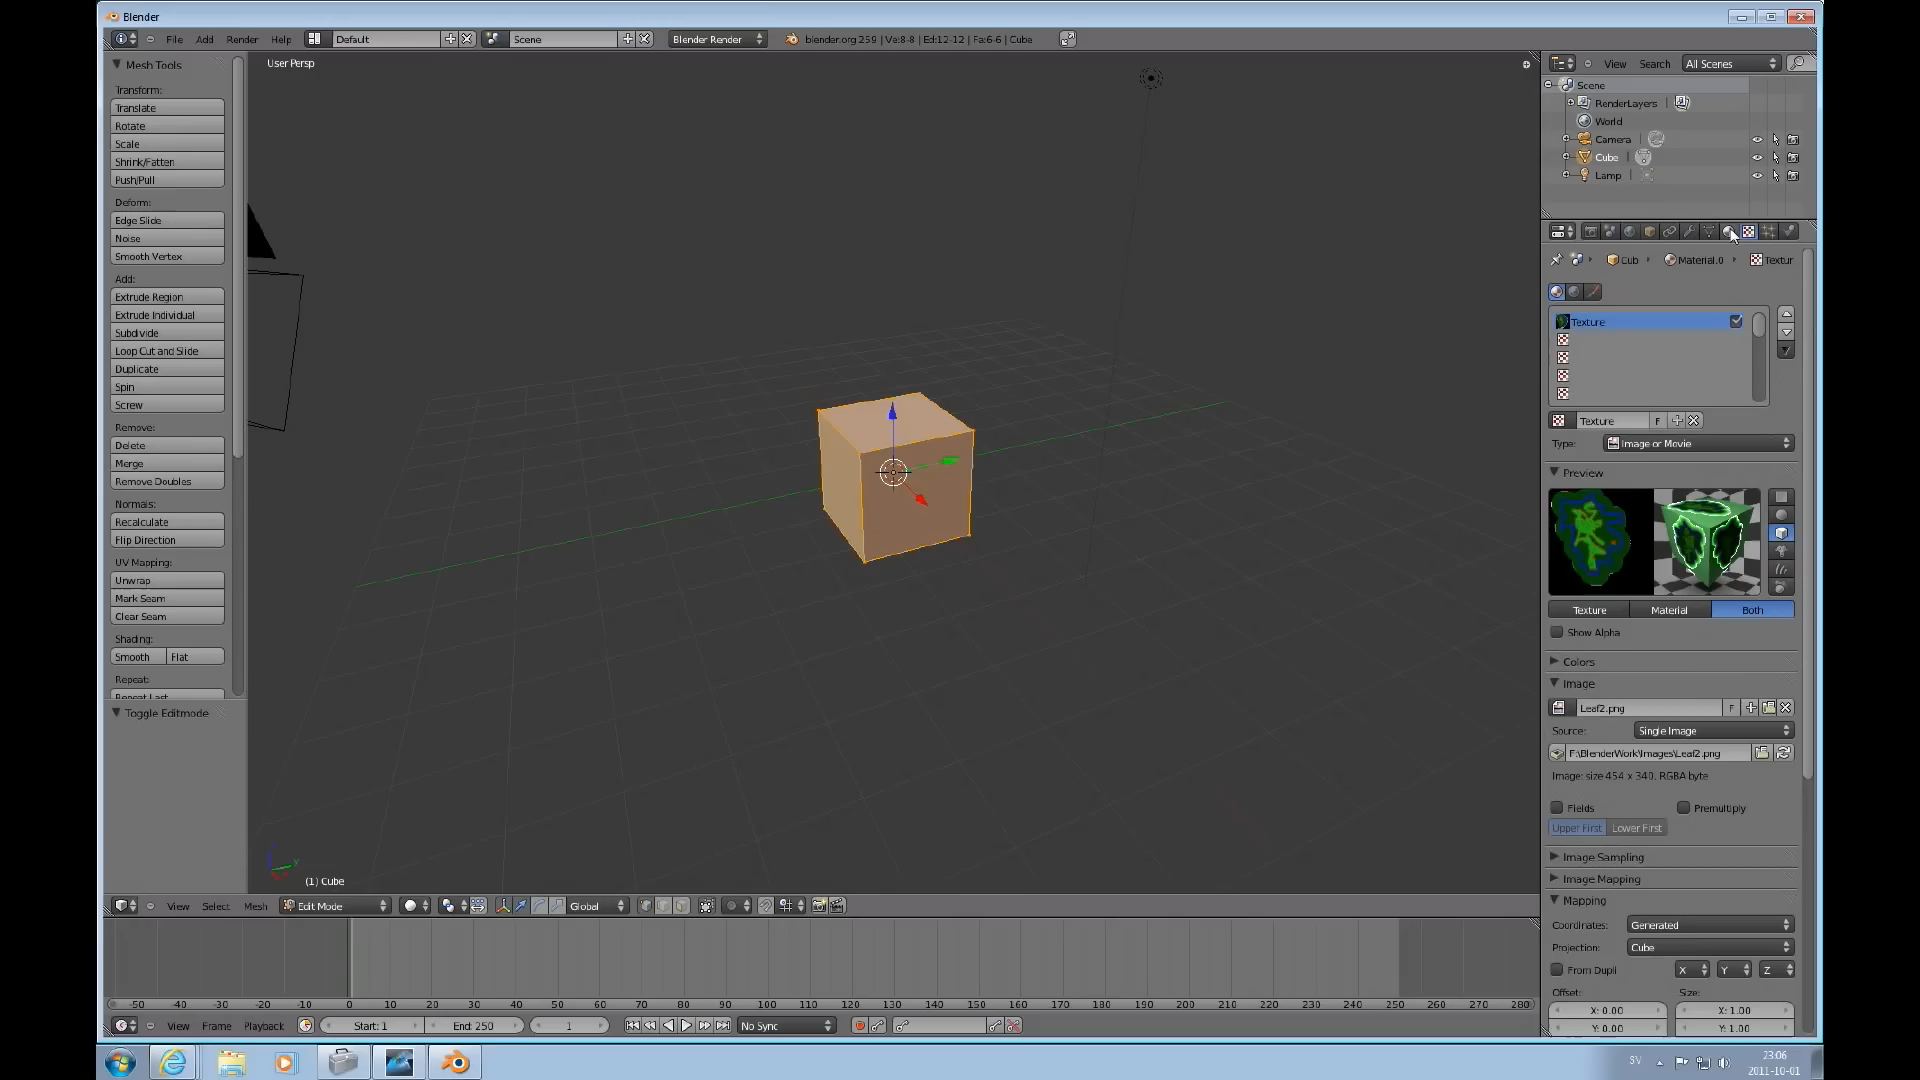 Blender
File Add Render Help Default Scene Blender Render blender.org 259 | Ve:8-8 | Ed:12-12 | Fa:6-6 | Cube
Mesh Tools
Transform:
Translate
Rotate
Scale
Shrink/Fatten
Push/Pull
Deform:
Edge Slide
Noise
Smooth Vertex
Add:
Extrude Region
Extrude Individual
Subdivide
Loop Cut and Slide
Duplicate
Spin
Screw
Remove:
Delete
Merge
Remove Doubles
Normals:
Recalculate
Flip Direction
UV Mapping:
Unwrap
Mark Seam
Clear Seam
Shading:
Smooth Flat
Repeat:
Repeat Last
Toggle Editmode
User Persp
(1) Cube
View Select Mesh Edit Mode Global
-50 -40 -30 -20 -10 0 10 20 30 40 50 60 70 80 90 100 110 120 130 140 150 160 170 180 190 200 210 220 230 240 250 260 270 280
View Frame Playback Start: 1 End: 250 1 No Sync
View Search All Scenes
Scene
RenderLayers
World
Camera
Cube
Lamp
Cub Material.0 Textur
Texture
Texture F
Type: Image or Movie
Preview
Texture Material Both
Show Alpha
Colors
Image
Leaf2.png F
Source: Single Image
F:\BlenderWork\Images\Leaf2.png
Image: size 454 x 340, RGBA byte
Fields Premultiply
Upper First Lower First
Image Sampling
Image Mapping
Mapping
Coordinates: Generated
Projection: Cube
From Dupli X Y Z
Offset: Size:
X: 0.00 X: 1.00
Y: 0.00 Y: 1.00
SV 23:06
2011-10-01